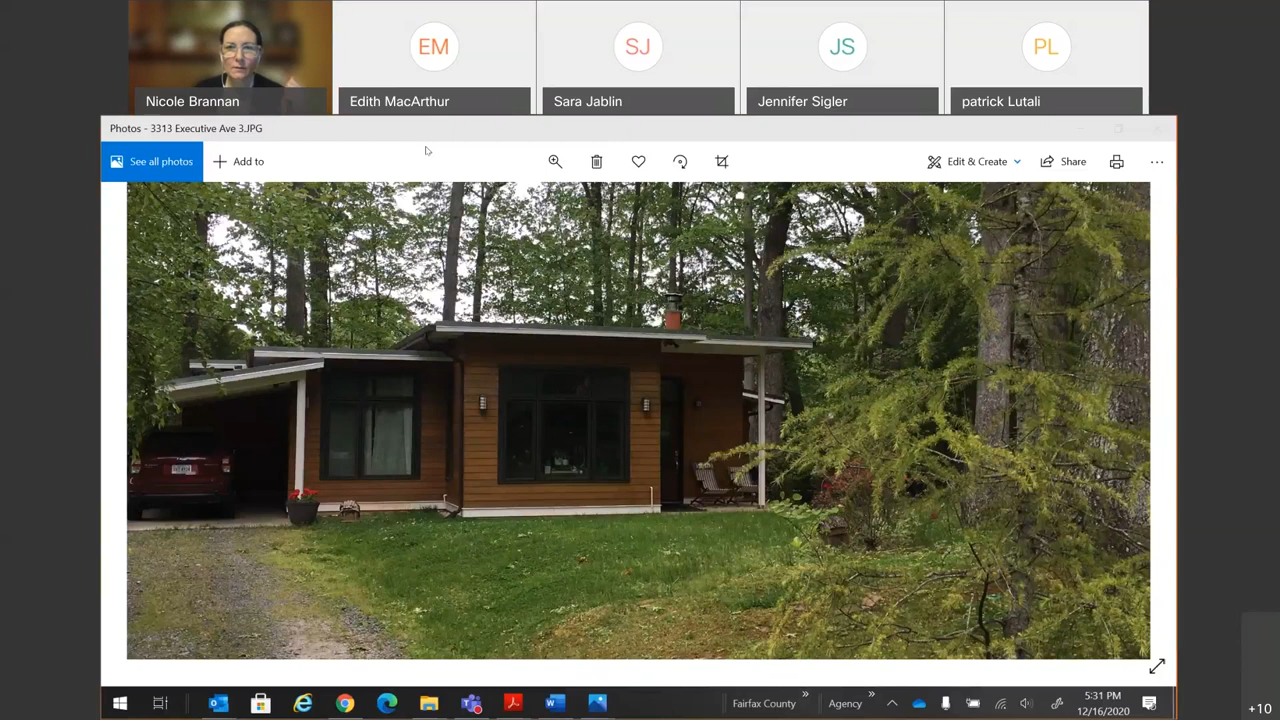 EM
SJ
JS
PL
Nicole Brannan
Edith MacArthur
Sara Jablin
Jennifer Sigler
patrick Lutali
Photos - 3313 Executive Ave 3.JPG
See all photos
Add to
Edit & Create
Share
Fairfax County
Agency
5:31 PM
12/16/2020
+10